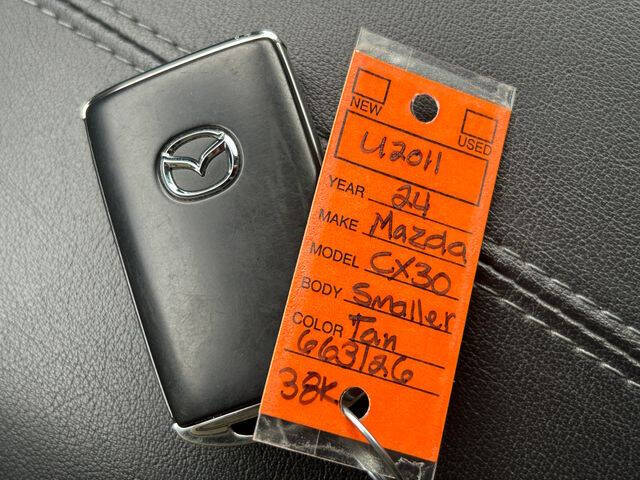 NEW
USED
U2011
YEAR 24
MAKE Mazda
MODEL CX30
BODY Smaller
COLOR Tan
663126
38K